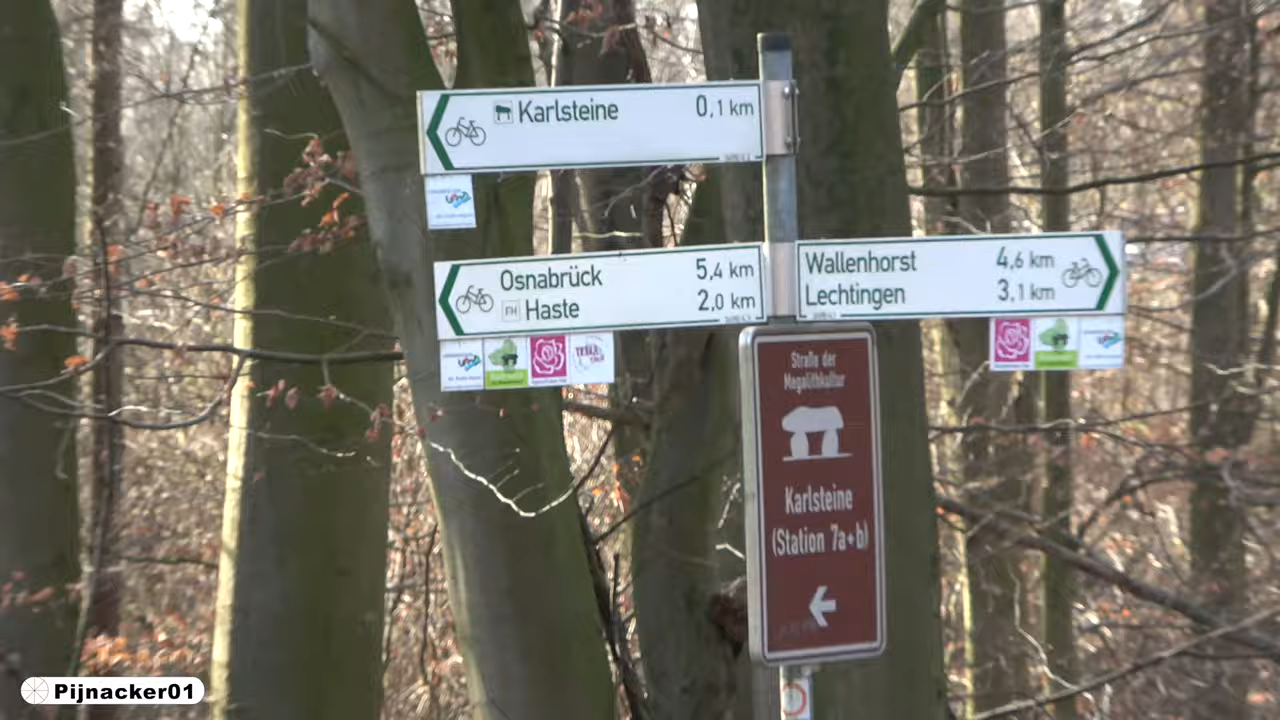 Karlsteine 0,1 km
Osnabrück 5,4 km
FH Haste 2,0 km
Wallenhorst 4,6 km
Lechtingen 3,1 km
Straße der
Megalithkultur
Karlsteine
(Station 7a+b)
Pijnacker01